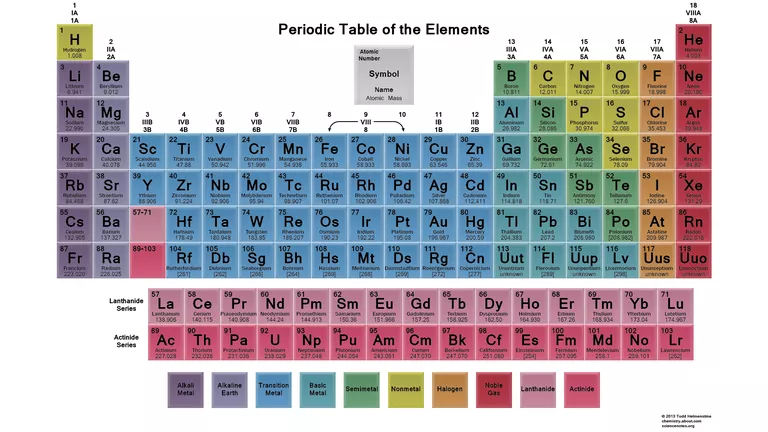 Periodic Table of the Elements
1 18
IA VIIIA
1A 8A
2 13 14 15 16 17
IIA IIIA IVA VA VIA VIIA
2A 3A 4A 5A 6A 7A
3 4 5 6 7 8 9 10 11 12
IIIB IVB VB VIB VIIB VIII IB IIB
3B 4B 5B 6B 7B 8 1B 2B
Atomic
Number
Symbol
Name
Atomic Mass
1 2
H He
Hydrogen Helium
1.008 4.003
3 4 5 6 7 8 9 10
Li Be B C N O F Ne
Lithium Beryllium Boron Carbon Nitrogen Oxygen Fluorine Neon
6.941 9.012 10.811 12.011 14.007 15.999 18.998 20.180
11 12 13 14 15 16 17 18
Na Mg Al Si P S Cl Ar
Sodium Magnesium Aluminum Silicon Phosphorus Sulfur Chlorine Argon
22.990 24.305 26.982 28.086 30.974 32.066 35.453 39.948
19 20 21 22 23 24 25 26 27 28 29 30 31 32 33 34 35 36
K Ca Sc Ti V Cr Mn Fe Co Ni Cu Zn Ga Ge As Se Br Kr
Potassium Calcium Scandium Titanium Vanadium Chromium Manganese Iron Cobalt Nickel Copper Zinc Gallium Germanium Arsenic Selenium Bromine Krypton
39.098 40.078 44.956 47.88 50.942 51.996 54.938 55.933 58.933 58.693 63.546 65.39 69.732 72.61 74.922 78.09 79.904 84.80
37 38 39 40 41 42 43 44 45 46 47 48 49 50 51 52 53 54
Rb Sr Y Zr Nb Mo Tc Ru Rh Pd Ag Cd In Sn Sb Te I Xe
Rubidium Strontium Yttrium Zirconium Niobium Molybdenum Technetium Ruthenium Rhodium Palladium Silver Cadmium Indium Tin Antimony Tellurium Iodine Xenon
84.468 87.62 88.906 91.224 92.906 95.94 98.907 101.07 102.906 106.42 107.868 112.411 114.818 118.71 121.760 127.6 126.904 131.29
55 56 57-71 72 73 74 75 76 77 78 79 80 81 82 83 84 85 86
Cs Ba Hf Ta W Re Os Ir Pt Au Hg Tl Pb Bi Po At Rn
Cesium Barium Hafnium Tantalum Tungsten Rhenium Osmium Iridium Platinum Gold Mercury Thallium Lead Bismuth Polonium Astatine Radon
132.905 137.327 178.49 180.948 183.85 186.207 190.23 192.22 195.08 196.967 200.59 204.383 207.2 208.980 [208.982] 209.987 222.018
87 88 89-103 104 105 106 107 108 109 110 111 112 113 114 115 116 117 118
Fr Ra Rf Db Sg Bh Hs Mt Ds Rg Cn Uut Fl Uup Lv Uus Uuo
Francium Radium Rutherfordium Dubnium Seaborgium Bohrium Hassium Meitnerium Darmstadtium Roentgenium Copernicium Ununtrium Flerovium Ununpentium Livermorium Ununseptium Ununoctium
223.020 226.025 [261] [262] [266] [264] [269] [268] [269] [272] [277] unknown [289] unknown [298] unknown unknown
Lanthanide
Series
57 58 59 60 61 62 63 64 65 66 67 68 69 70 71
La Ce Pr Nd Pm Sm Eu Gd Tb Dy Ho Er Tm Yb Lu
Lanthanum Cerium Praseodymium Neodymium Promethium Samarium Europium Gadolinium Terbium Dysprosium Holmium Erbium Thulium Ytterbium Lutetium
138.906 140.115 140.908 144.24 144.913 150.36 151.966 157.25 158.925 162.50 164.930 167.26 168.934 173.04 174.967
Actinide
Series
89 90 91 92 93 94 95 96 97 98 99 100 101 102 103
Ac Th Pa U Np Pu Am Cm Bk Cf Es Fm Md No Lr
Actinium Thorium Protactinium Uranium Neptunium Plutonium Americium Curium Berkelium Californium Einsteinium Fermium Mendelevium Nobelium Lawrencium
227.028 232.038 231.036 238.029 237.048 244.064 243.061 247.070 247.070 251.080 [254] 257.095 258.1 259.101 [262]
Alkali Alkaline Transition Basic Semimetal Nonmetal Halogen Noble Lanthanide Actinide
Metal Earth Metal Metal Gas
© 2013 Todd Helmenstine
chemistry.about.com
sciencenotes.org